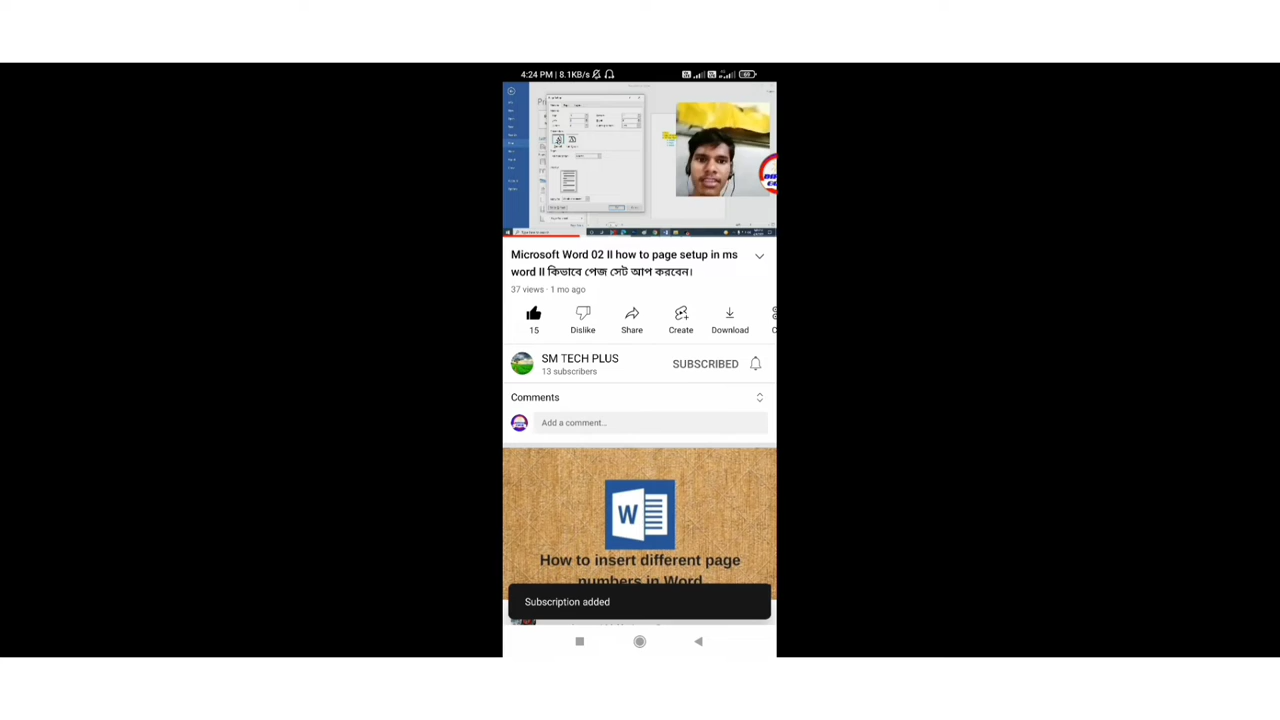 4:24 PM | 8.1KB/s
69
Microsoft Word 02 II how to page setup in ms
word II কিভাবে পেজ সেট আপ করবেন।
37 views · 1 mo ago
15
Dislike
Share
Create
Download
SM TECH PLUS
13 subscribers
SUBSCRIBED
Comments
Add a comment...
W
How to insert different page
numbers in Word
Subscription added